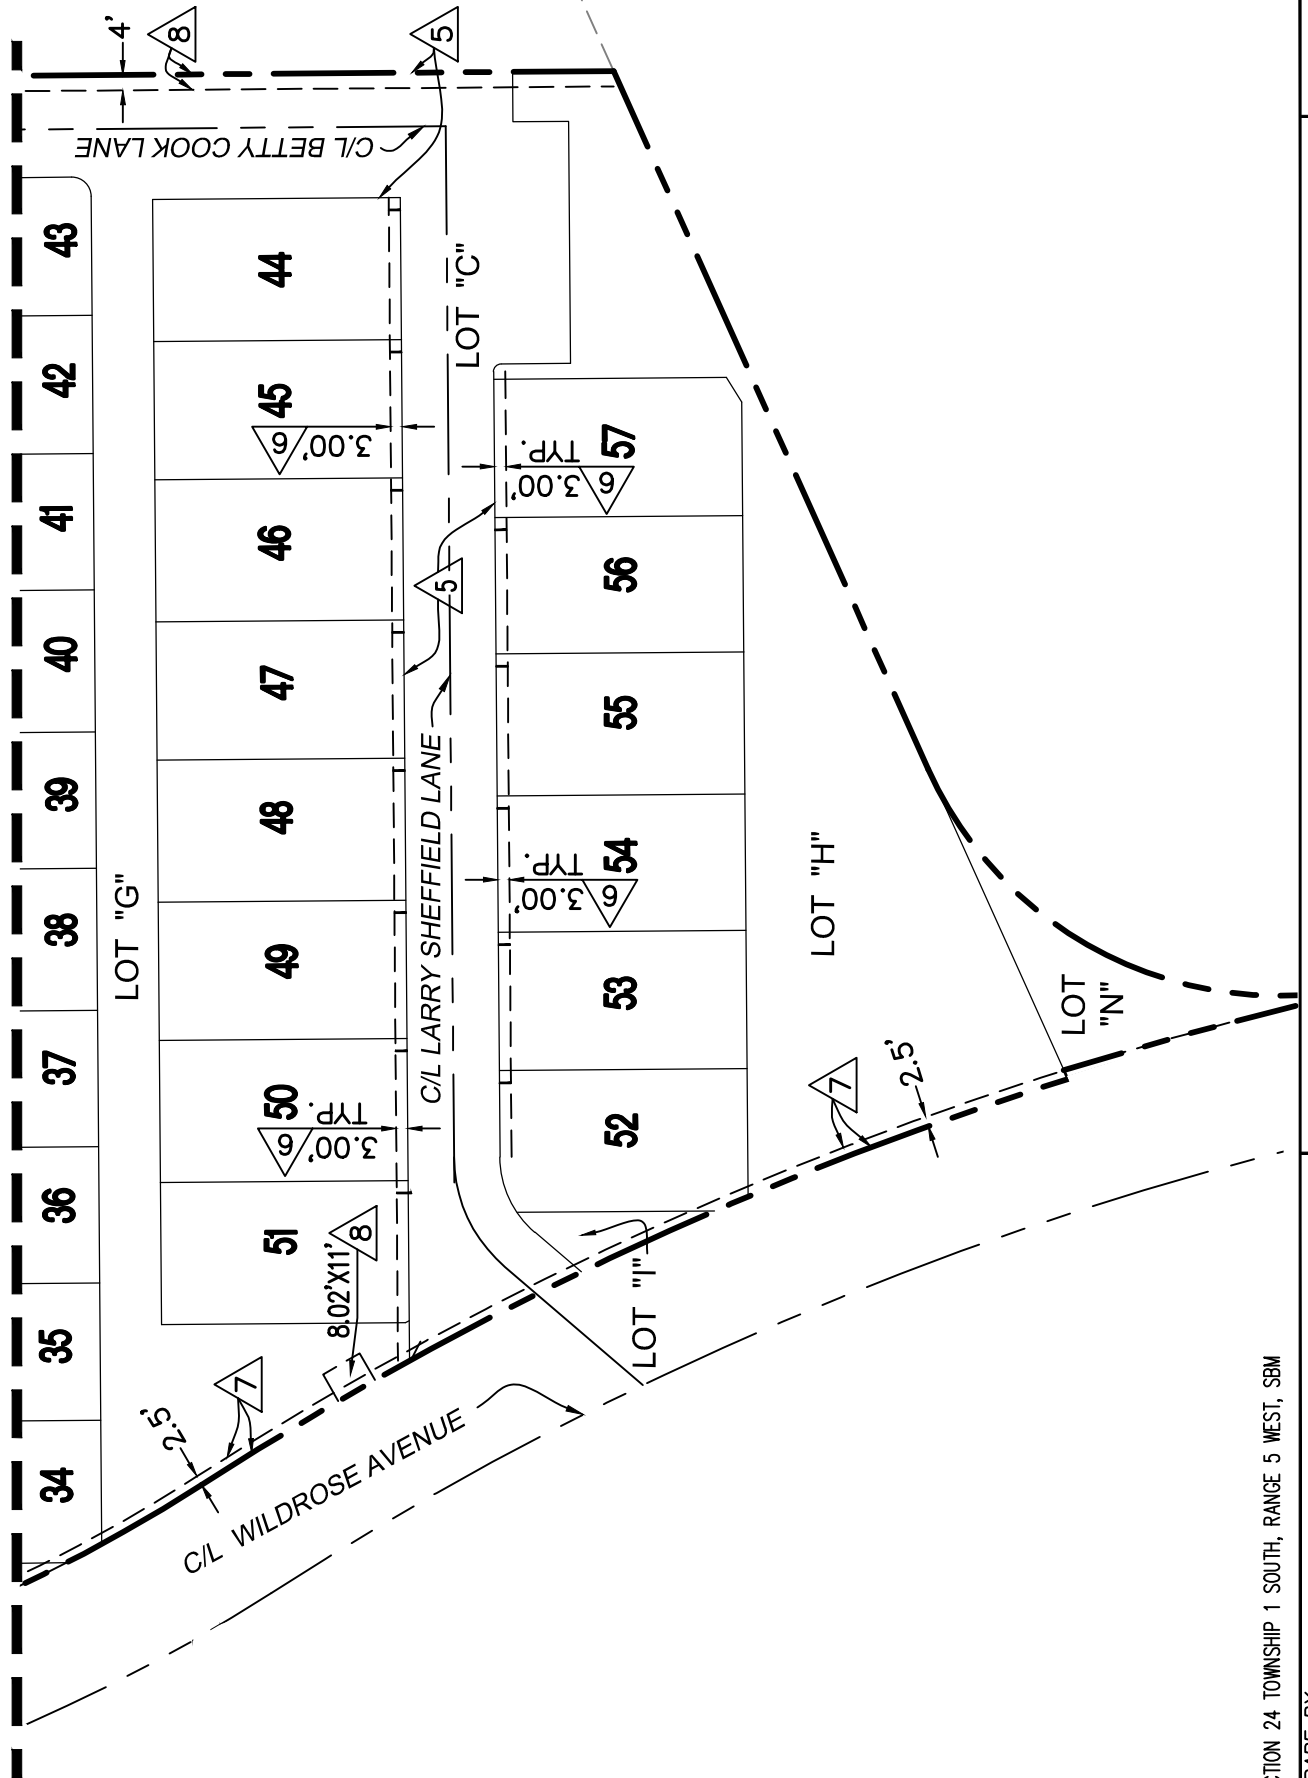 4'
8
5
C/L BETTY COOK LANE
43
42
41
40
39
38
37
36
35
34
LOT "G"
44
45
46
47
48
49
50
51
6
3.00'
6
3.00'
TYP.
LOT "C"
5
C/L LARRY SHEFFIELD LANE
57
56
55
54
53
52
TYP.
3.00'
6
TYP.
3.00'
6
8.02'X11'
8
LOT "I"
LOT "H"
LOT
"N"
7
2.5'
7
2.5'
C/L WILDROSE AVENUE
CTION 24 TOWNSHIP 1 SOUTH, RANGE 5 WEST, SBM